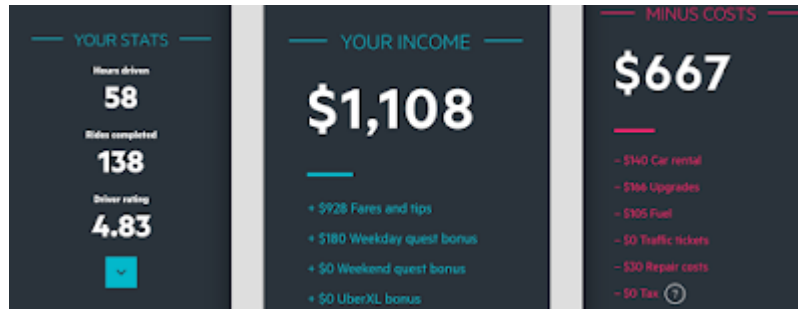 YOUR STATS
Hours driven
58
Rides completed
138
Driver rating
4.83
YOUR INCOME
$1,108
+ $928 Fares and tips
+ $180 Weekday quest bonus
+ $0 Weekend quest bonus
+ $0 UberXL bonus
MINUS COSTS
$667
– $140 Car rental
– $166 Upgrades
– $105 Fuel
– $0 Traffic tickets
– $30 Repair costs
– $0 Tax ?